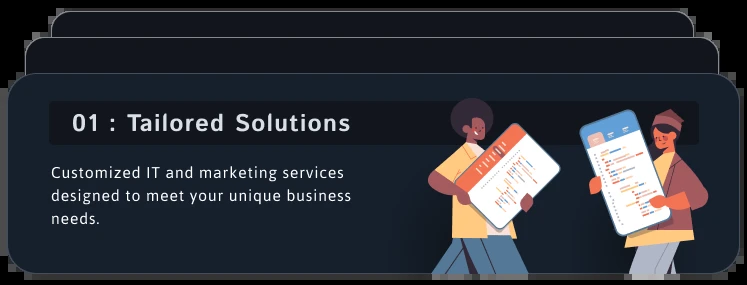 01 : Tailored Solutions
Customized IT and marketing services
designed to meet your unique business
needs.